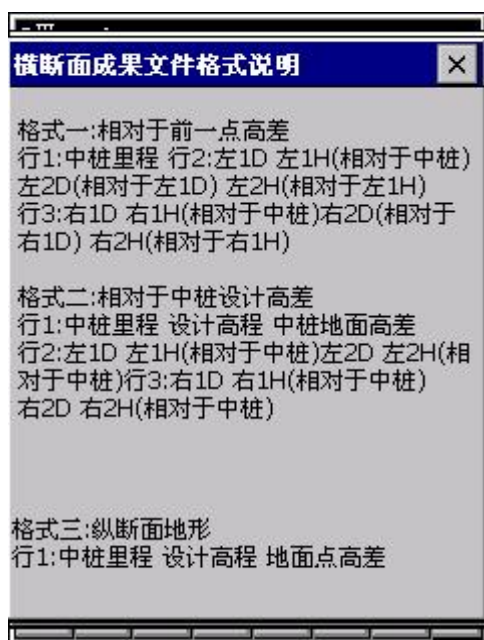 横断面成果文件格式说明
格式一:相对于前一点高差
行1:中桩里程 行2:左1D 左1H(相对于中桩)
左2D(相对于左1D) 左2H(相对于左1H)
行3:右1D 右1H(相对于中桩)右2D(相对于
右1D) 右2H(相对于右1H)
格式二:相对于中桩设计高差
行1:中桩里程 设计高程 中桩地面高差
行2:左1D 左1H(相对于中桩)左2D 左2H(相
对于中桩)行3:右1D 右1H(相对于中桩)
右2D 右2H(相对于中桩)
格式三:纵断面地形
行1:中桩里程 设计高程 地面点高差